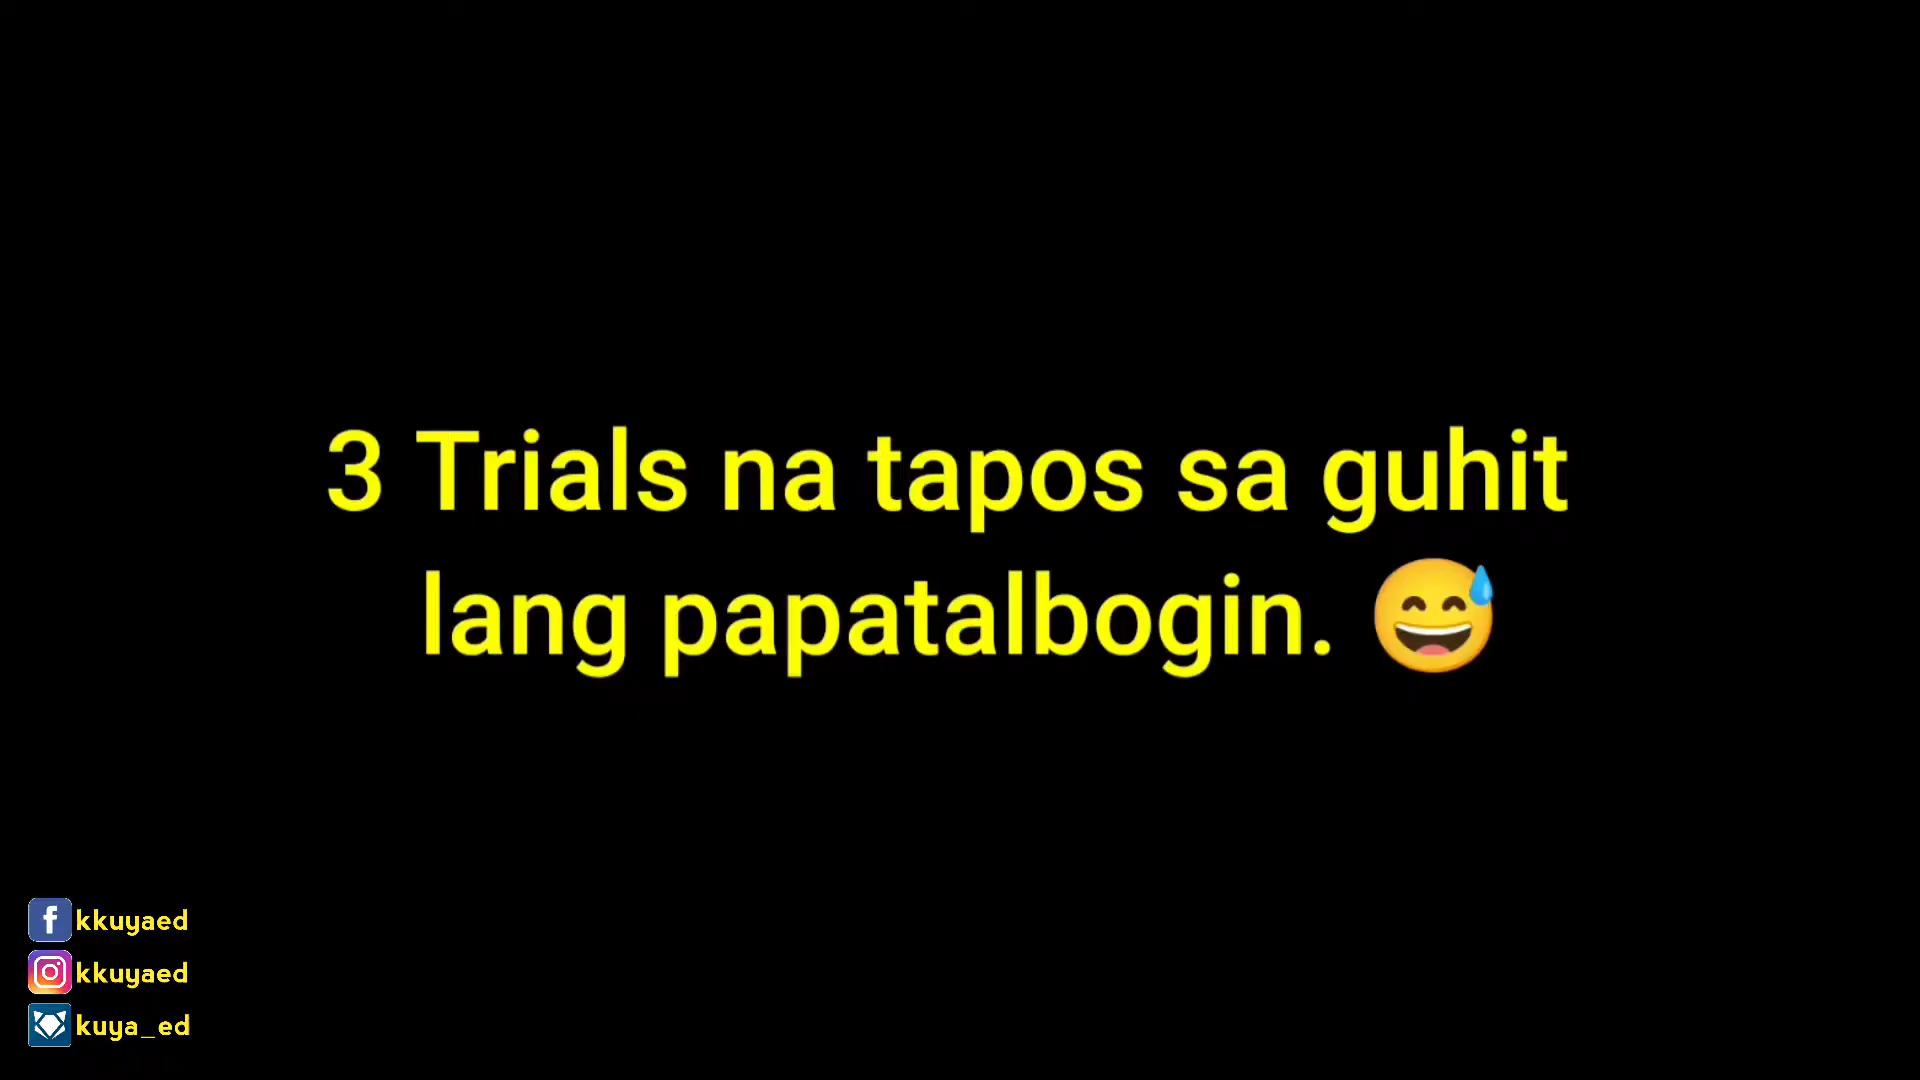 3 Trials na tapos sa guhit
lang papatalbogin. 😅
kkuyaed
kkuyaed
kuya_ed